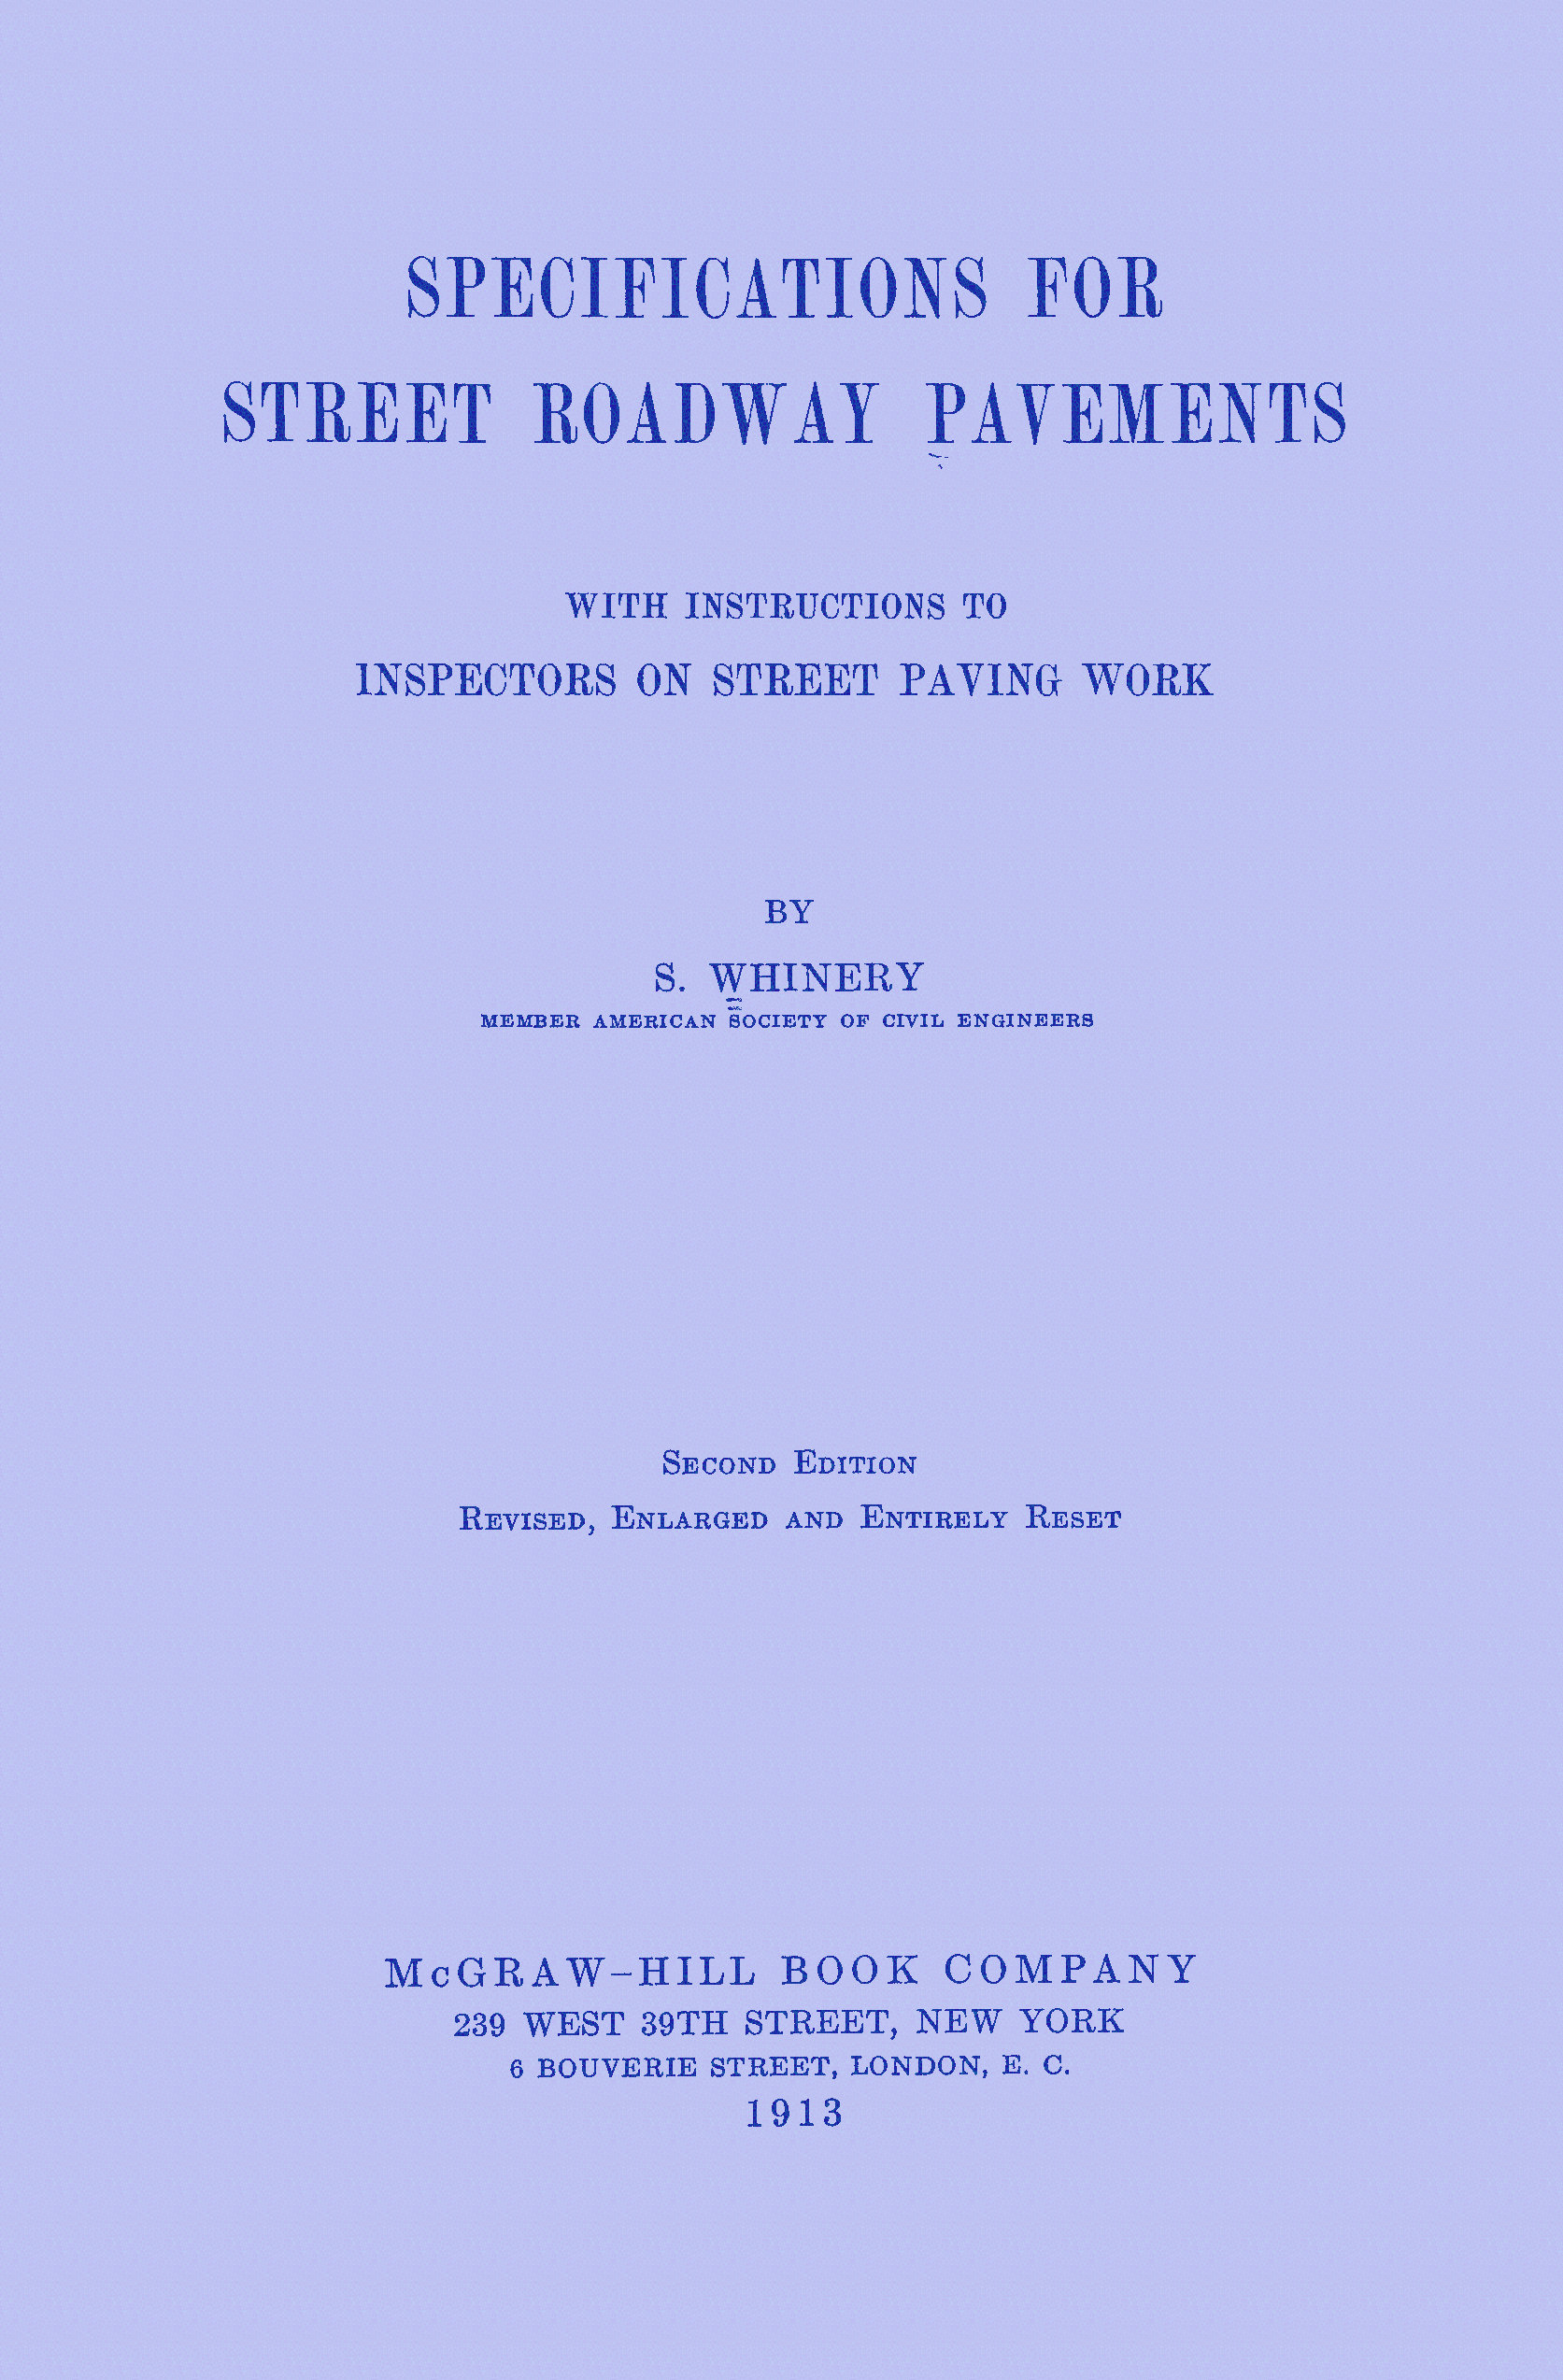 SPECIFICATIONS FOR
STREET ROADWAY PAVEMENTS
WITH INSTRUCTIONS TO
INSPECTORS ON STREET PAVING WORK
BY
S. WHINERY
MEMBER AMERICAN SOCIETY OF CIVIL ENGINEERS
SECOND EDITION
REVISED, ENLARGED AND ENTIRELY RESET
McGRAW-HILL BOOK COMPANY
239 WEST 39TH STREET, NEW YORK
6 BOUVERIE STREET, LONDON, E. C.
1913